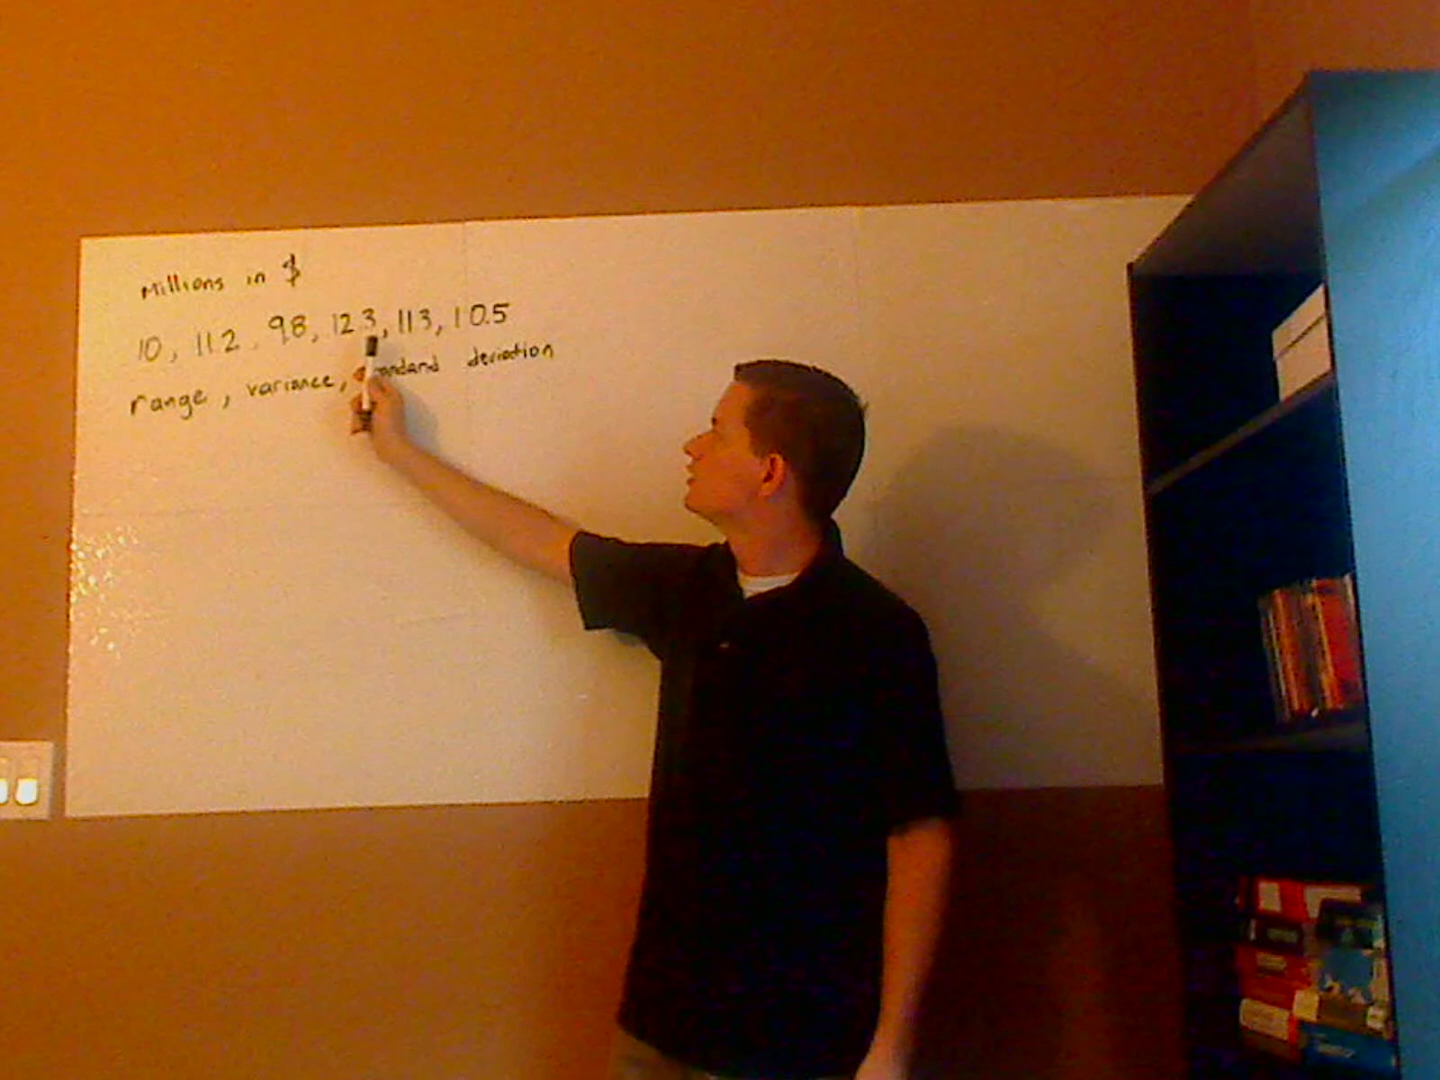 Millions in $
10, 11.2, 9.8, 12.3, 11.3, 10.5
range, variance, standard deviation